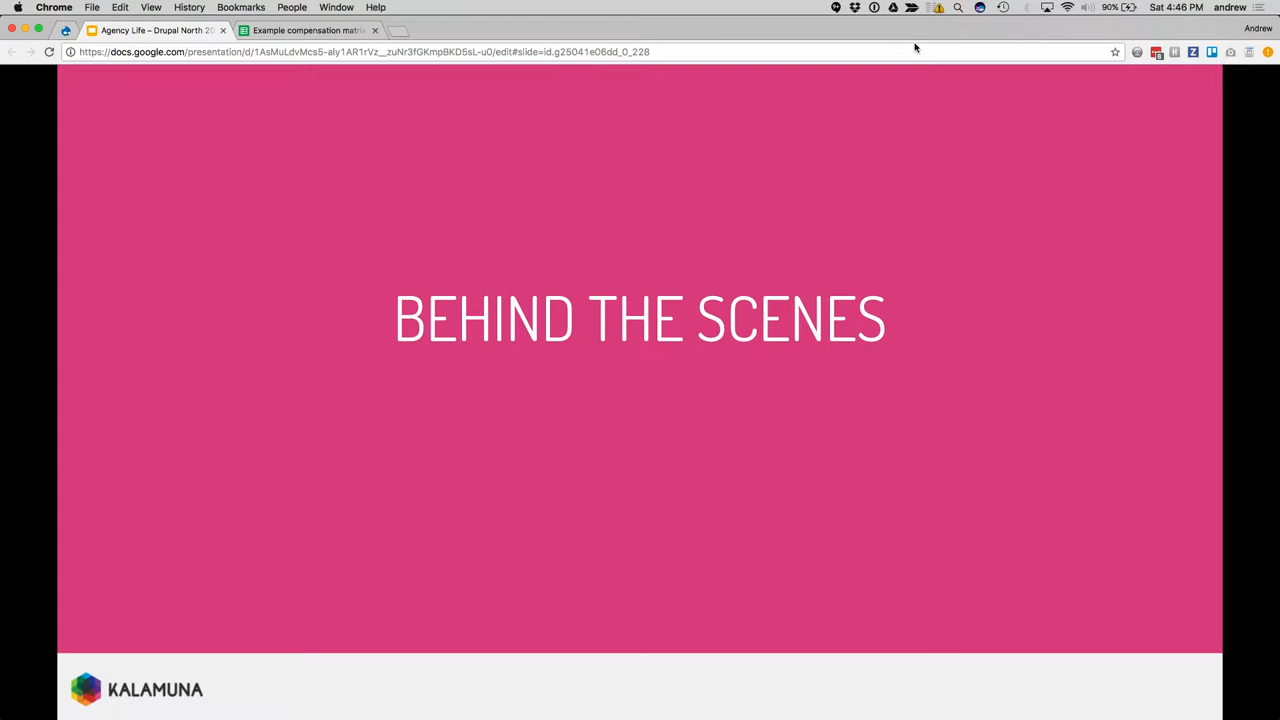 Chrome File Edit View History Bookmarks People Window Help 90% Sat 4:46 PM andrew
Agency Life – Drupal North 20 Example compensation matri Andrew
https://docs.google.com/presentation/d/1AsMuLdvMcs5-aly1AR1rVz__zuNr3fGKmpBKD5sL-u0/edit#slide=id.g25041e06dd_0_228
BEHIND THE SCENES
KALAMUNA